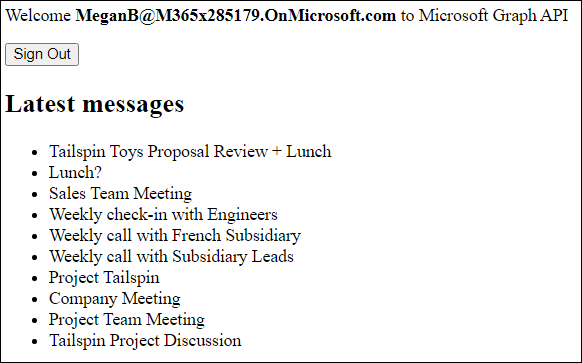 Welcome MeganB@M365x285179.OnMicrosoft.com to Microsoft Graph API
Sign Out
Latest messages
Tailspin Toys Proposal Review + Lunch
Lunch?
Sales Team Meeting
Weekly check-in with Engineers
Weekly call with French Subsidiary
Weekly call with Subsidiary Leads
Project Tailspin
Company Meeting
Project Team Meeting
Tailspin Project Discussion